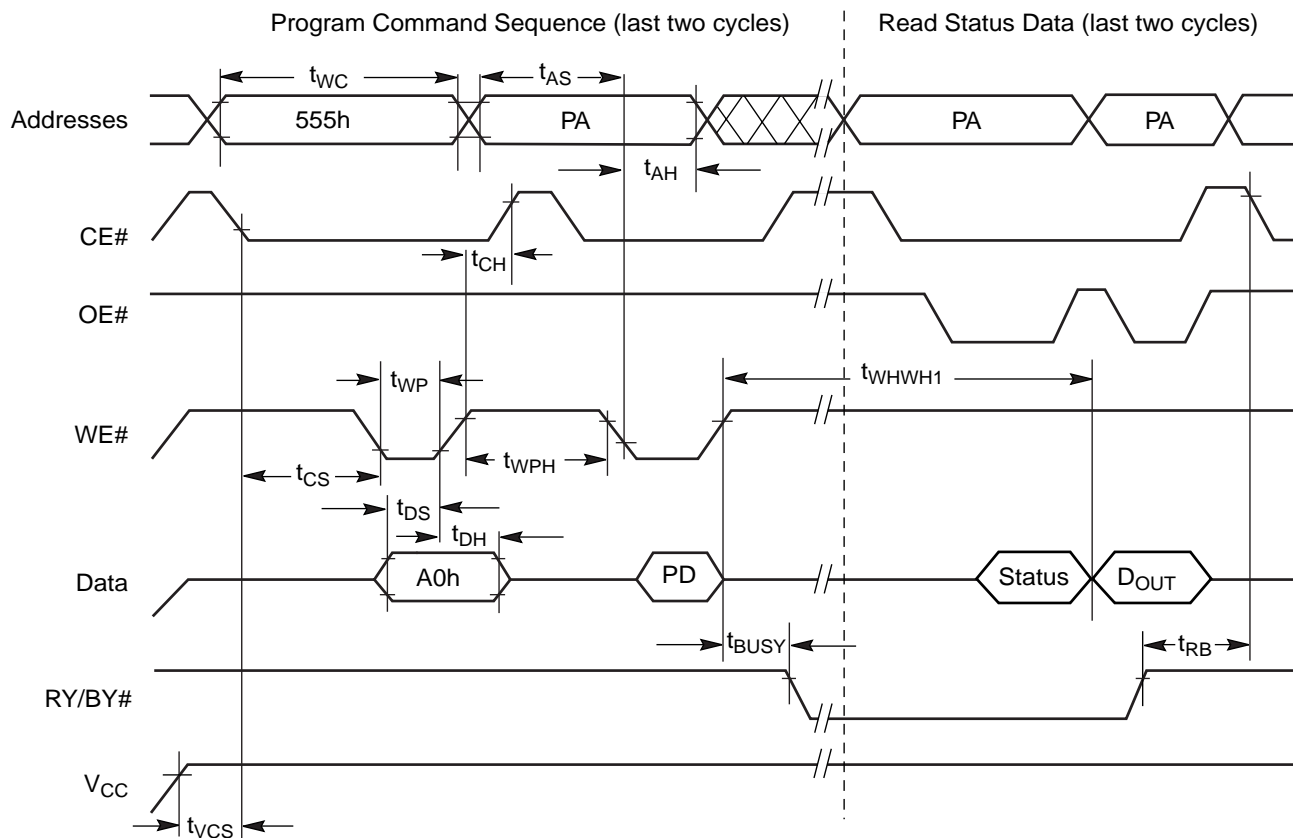 Program Command Sequence (last two cycles) Read Status Data (last two cycles)
tWC tAS
Addresses 555h PA PA PA
tAH
CE#
tCH
OE#
tWP tWHWH1
WE#
tCS tWPH
tDS
tDH
Data A0h PD Status DOUT
tBUSY tRB
RY/BY#
VCC
tVCS